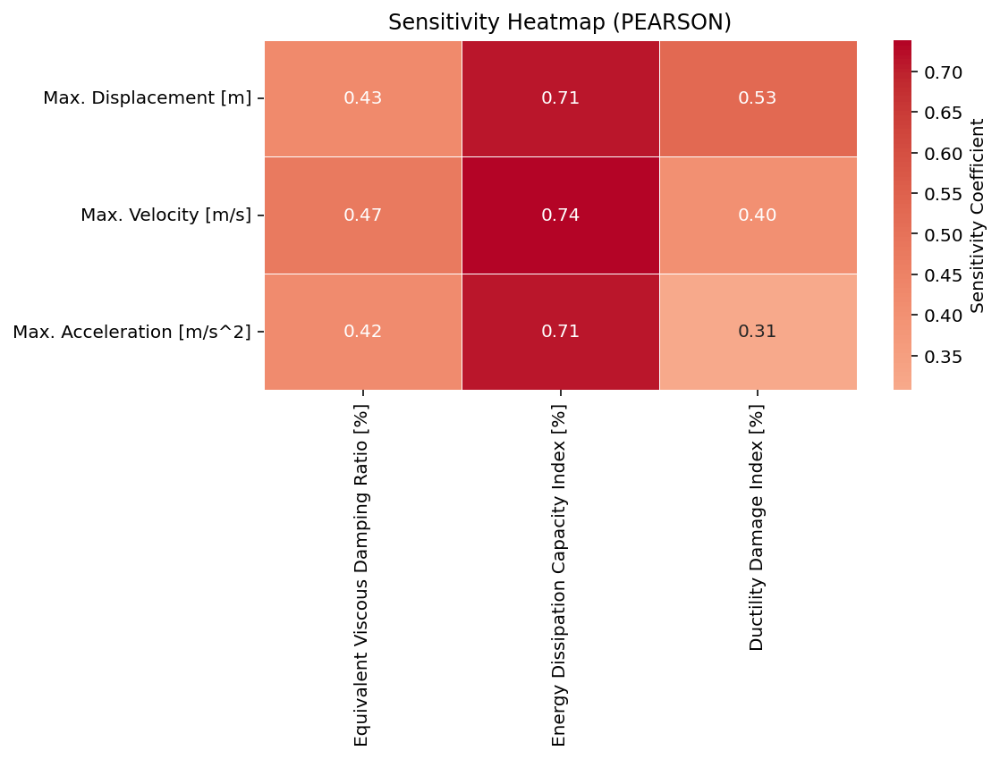 Sensitivity Heatmap (PEARSON)
Max. Displacement [m]
0.43
0.71
0.53
Max. Velocity [m/s]
0.47
0.74
0.40
Max. Acceleration [m/s^2]
0.42
0.71
0.31
Equivalent Viscous Damping Ratio [%]
Energy Dissipation Capacity Index [%]
Ductility Damage Index [%]
0.70
0.65
0.60
0.55
0.50
0.45
0.40
0.35
Sensitivity Coefficient